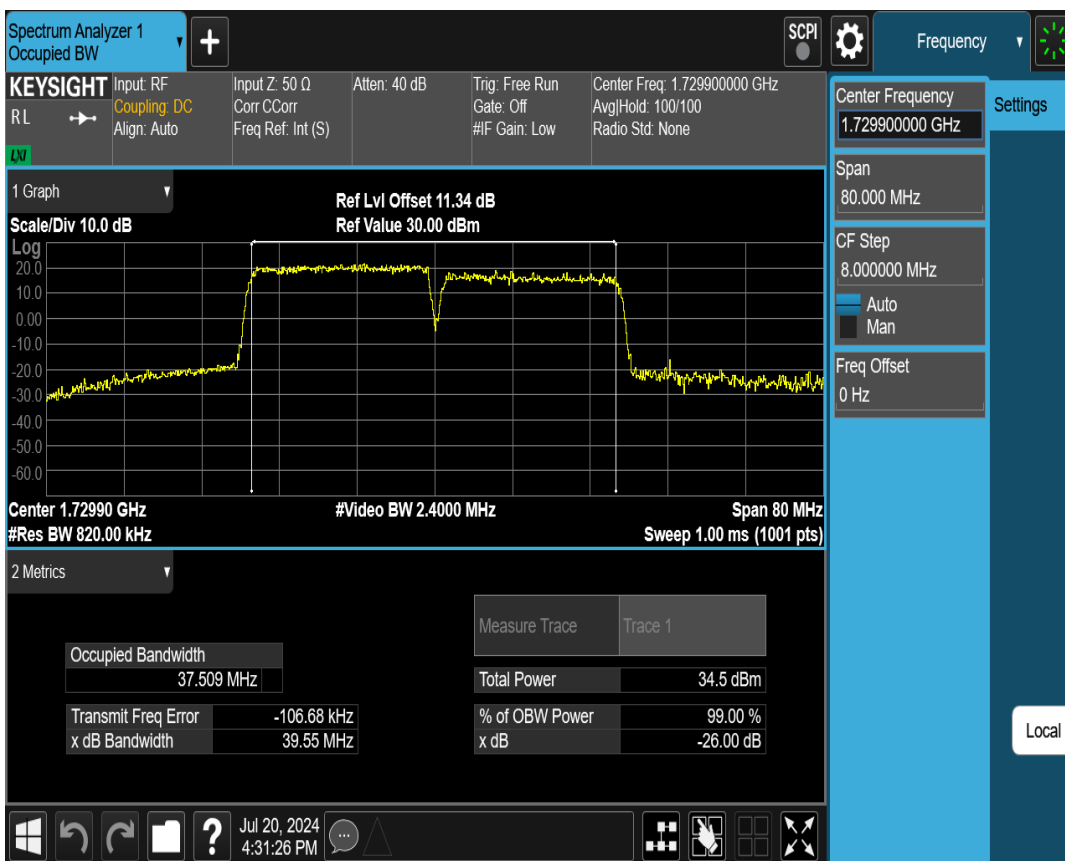 Spectrum Analyzer 1
Occupied BW
+
SCPI
Frequency
KEYSIGHT
RL
LXI
Input: RF
Coupling: DC
Align: Auto
Input Z: 50 Ω
Corr CCorr
Freq Ref: Int (S)
Atten: 40 dB
Trig: Free Run
Gate: Off
#IF Gain: Low
Center Freq: 1.729900000 GHz
Avg|Hold: 100/100
Radio Std: None
Center Frequency
1.729900000 GHz
Settings
Span
80.000 MHz
CF Step
8.000000 MHz
Auto
Man
Freq Offset
0 Hz
Local
1 Graph
Scale/Div 10.0 dB
Ref Lvl Offset 11.34 dB
Ref Value 30.00 dBm
Log
20.0
10.0
0.00
-10.0
-20.0
-30.0
-40.0
-50.0
-60.0
Center 1.72990 GHz
#Video BW 2.4000 MHz
Span 80 MHz
#Res BW 820.00 kHz
Sweep 1.00 ms (1001 pts)
2 Metrics
Measure Trace
Trace 1
Occupied Bandwidth
37.509 MHz
Total Power
34.5 dBm
Transmit Freq Error
-106.68 kHz
% of OBW Power
99.00 %
x dB Bandwidth
39.55 MHz
x dB
-26.00 dB
?
Jul 20, 2024
4:31:26 PM